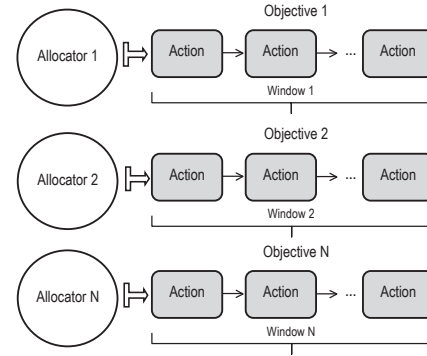 Objective 1
Allocator 1 Action Action ... Action
Window 1
Objective 2
Allocator 2 Action Action ... Action
Window 2
Objective N
Allocator N Action Action ... Action
Window N